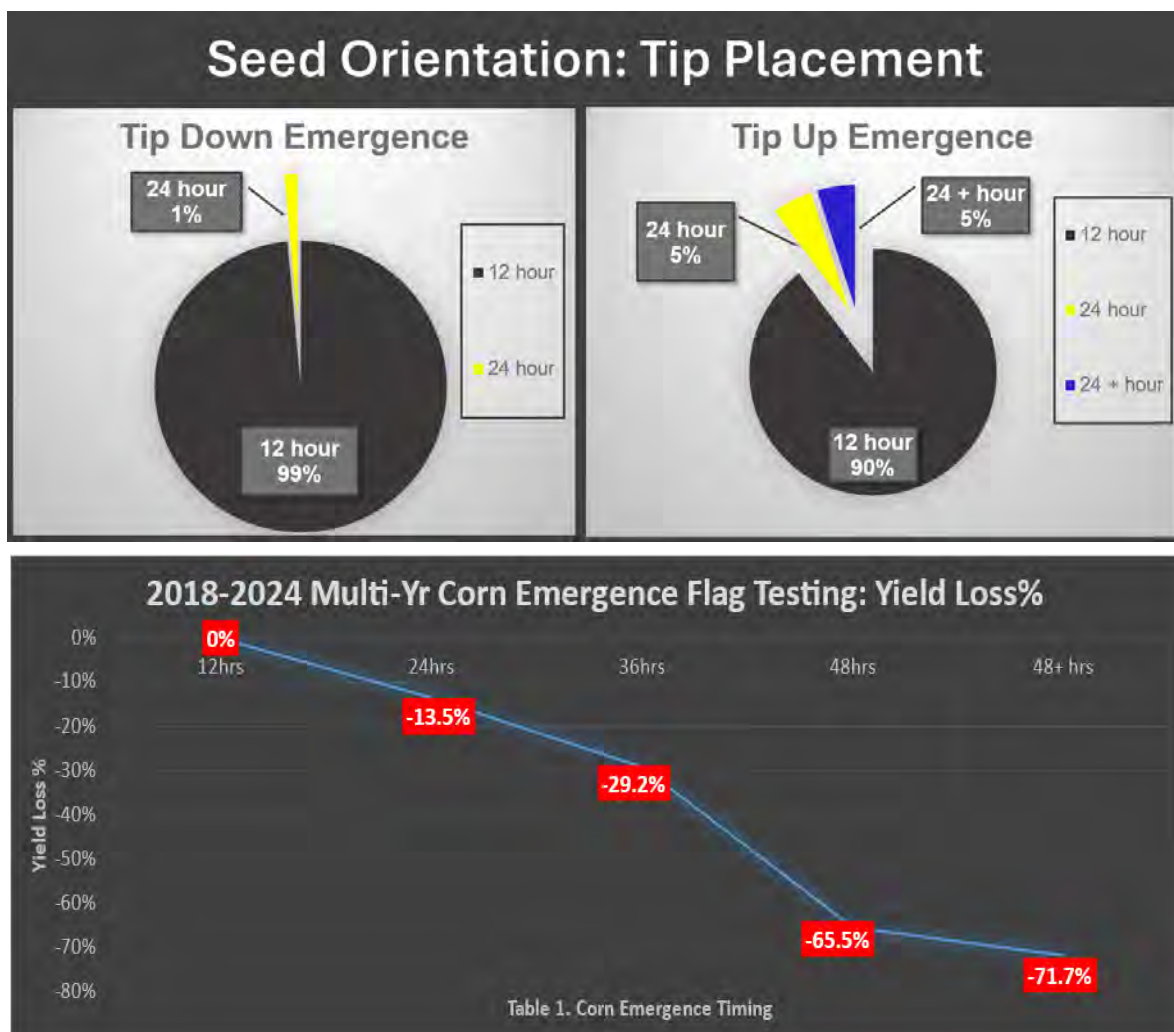 Seed Orientation: Tip Placement
Tip Down Emergence
24 hour
1%
12 hour
99%
12 hour
24 hour
Tip Up Emergence
24 hour
5%
24 + hour
5%
12 hour
90%
12 hour
24 hour
24 + hour
2018-2024 Multi-Yr Corn Emergence Flag Testing: Yield Loss%
Yield Loss %
0%
-10%
-20%
-30%
-40%
-50%
-60%
-70%
-80%
12hrs
24hrs
36hrs
48hrs
48+ hrs
0%
-13.5%
-29.2%
-65.5%
-71.7%
Table 1. Corn Emergence Timing